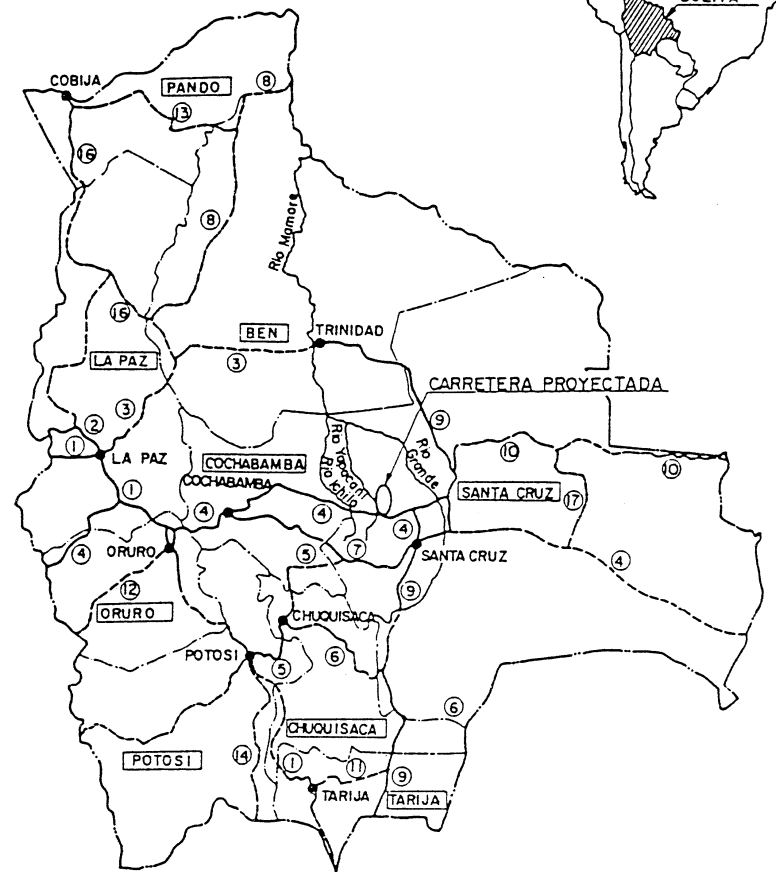 BOLIVIA
COBIJA
PANDO
8
13
16
8
Rio Mamore
16
BEN
TRINIDAD
3
LA PAZ
CARRETERA PROYECTADA
3
2
9
1
LA PAZ
Rio Yapacani
Rio Ichilo
Rio Grande
10
10
COCHABAMBA
COCHABAMBA
SANTA CRUZ
17
1
4
4
4
4
ORURO
5
7
SANTA CRUZ
4
12
9
ORURO
CHUQUISACA
POTOSI
5
6
6
CHUQUISACA
14
POTOSI
1
11
9
TARIJA
TARIJA